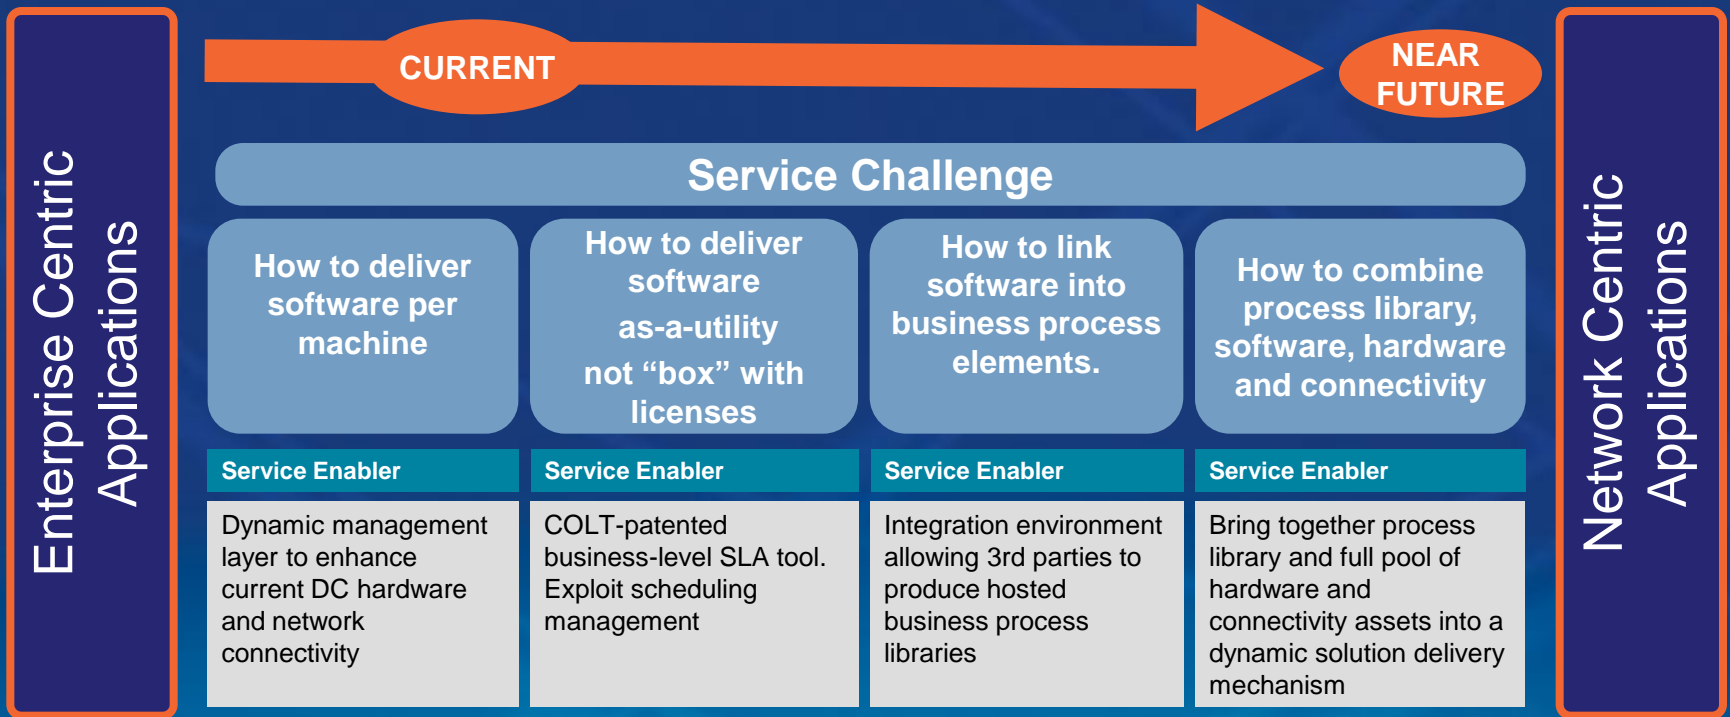 Enterprise Centric
Applications
CURRENT
NEAR
FUTURE
Service Challenge
How to deliver
software per
machine
How to deliver
software
as-a-utility
not “box” with
licenses
How to link
software into
business process
elements.
How to combine
process library,
software, hardware
and connectivity
Service Enabler
Dynamic management
layer to enhance
current DC hardware
and network
connectivity
Service Enabler
COLT-patented
business-level SLA tool.
Exploit scheduling
management
Service Enabler
Integration environment
allowing 3rd parties to
produce hosted
business process
libraries
Service Enabler
Bring together process
library and full pool of
hardware and
connectivity assets into a
dynamic solution delivery
mechanism
Network Centric
Applications